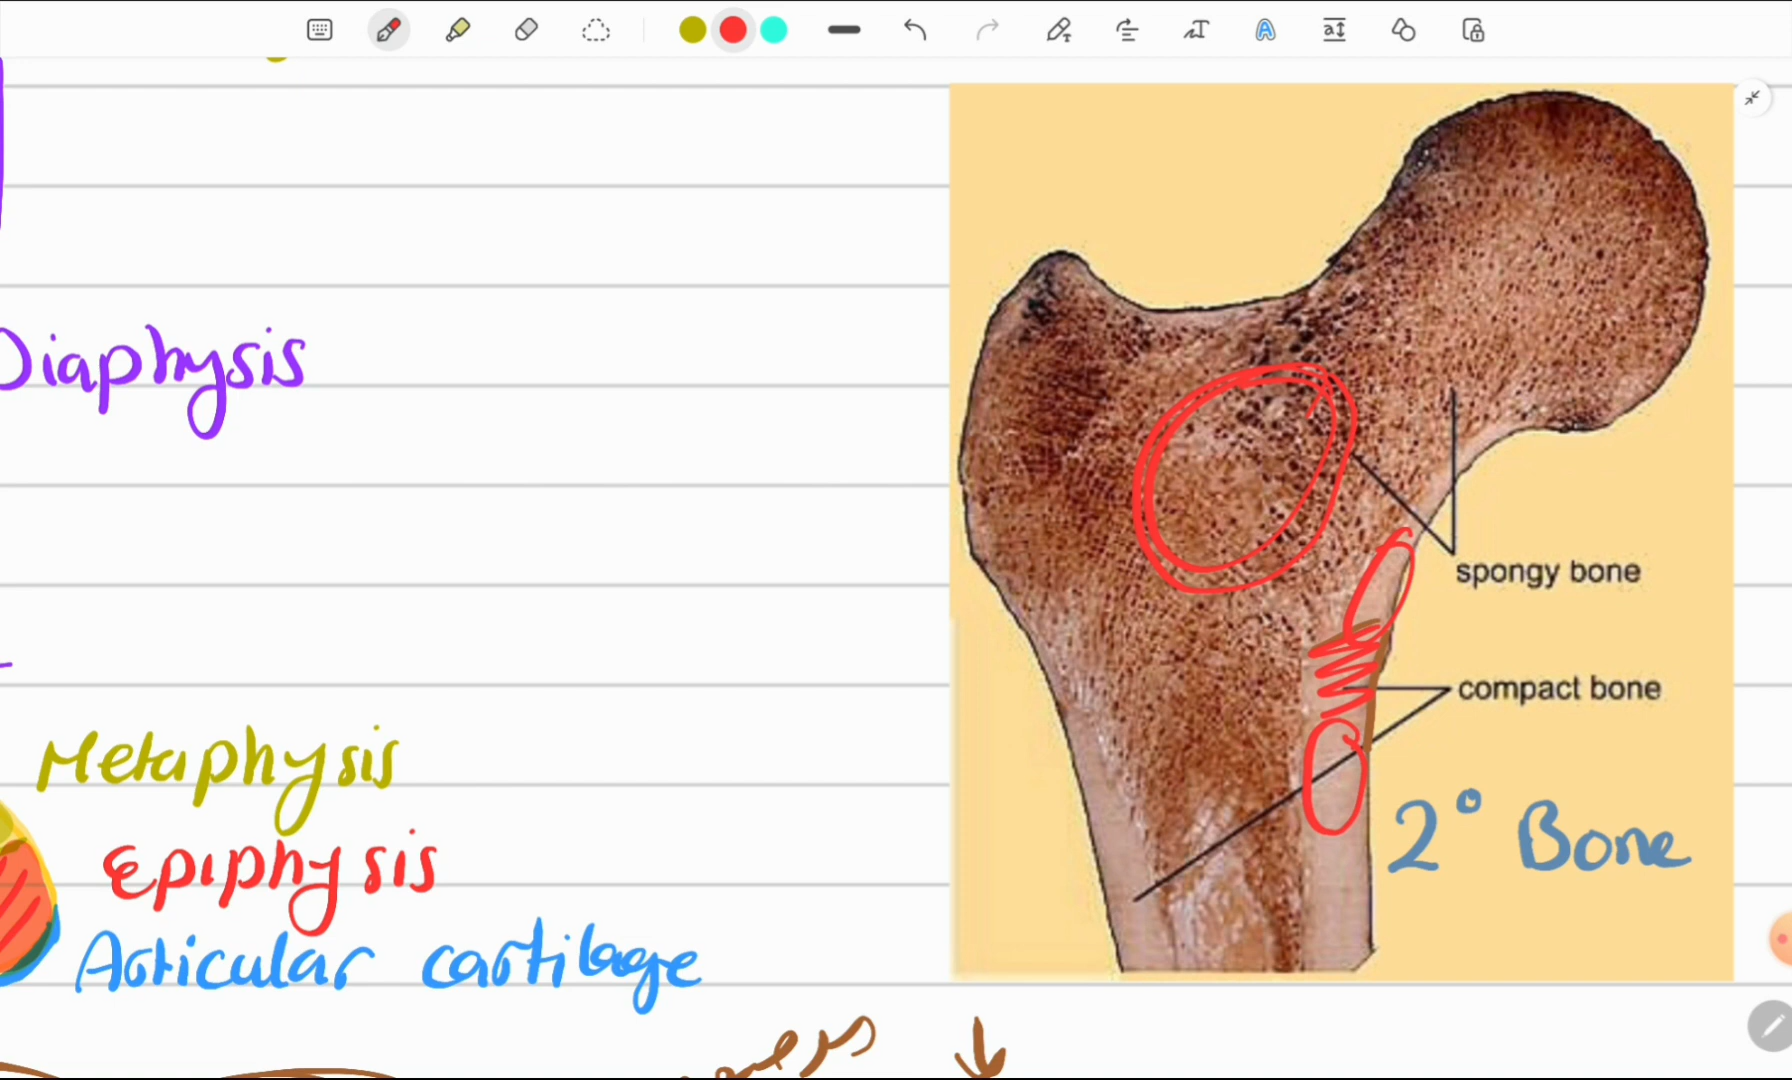 Diaphysis
spongy bone
compact bone
Metaphysis
2° Bone
Epiphysis
Articular cartilage